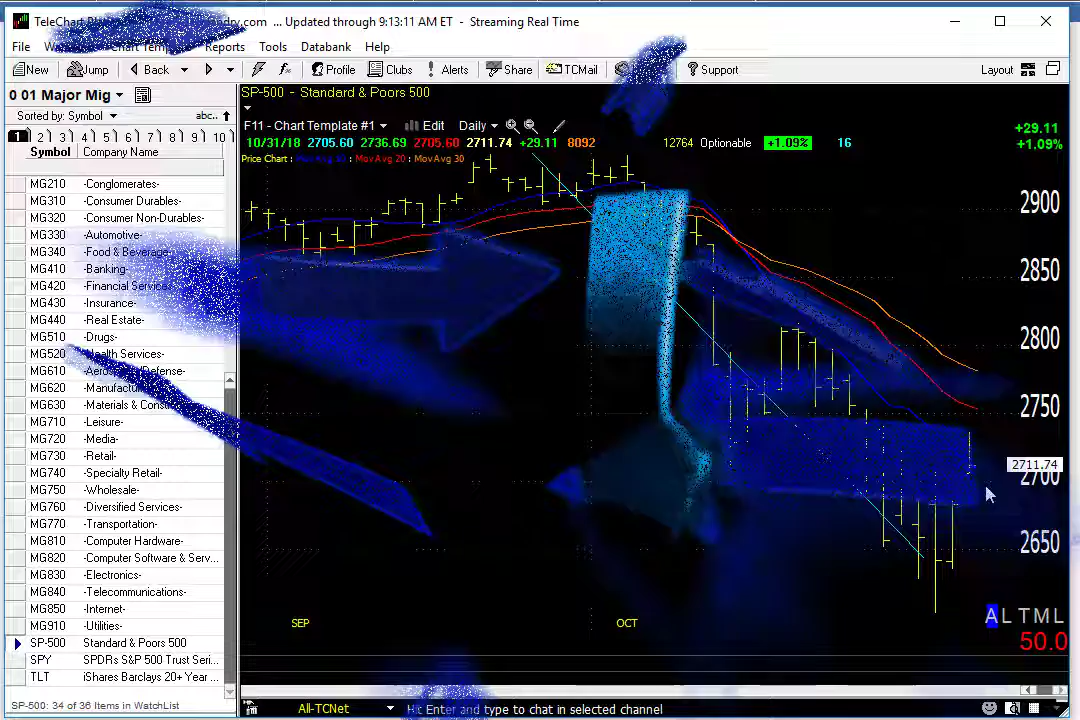 TeleChart ... Updated through 9:13:11 AM ET - Streaming Real Time
File Reports Tools Databank Help
New Jump Back Profile Clubs Alerts Share TCMail Support Layout
0 01 Major Mig SP-500 - Standard & Poors 500
Sorted by: Symbol abc..
1 2 3 4 5 6 7 8 9 10
F11 - Chart Template #1 Edit Daily
Symbol Company Name
10/31/18 2705.60 2736.69 2705.60 2711.74 +29.11 8092 12764 Optionable +1.09% 16
+29.11
+1.09%
Price Chart : MovAvg 20 : MovAvg 30
MG210 -Conglomerates-
MG310 -Consumer Durables-
MG320 -Consumer Non-Durables-
MG330 -Automotive-
MG340 -Food & Beverage-
MG410 -Banking-
MG420 -Financial Services-
MG430 -Insurance-
MG440 -Real Estate-
MG510 -Drugs-
MG520 -Health Services-
MG610 -Aerospace/Defense-
MG620 -Manufacturing-
MG630 -Materials &
MG710 -Leisure-
MG720 -Media-
MG730 -Retail-
MG740 -Specialty Retail-
MG750 -Wholesale-
MG760 -Diversified Services-
MG770 -Transportation-
MG810 -Computer Hardware-
MG820 -Computer Software & Serv...
MG830 -Electronics-
MG840 -Telecommunications-
MG850 -Internet-
MG910 -Utilities-
SP-500 Standard & Poors 500
SPY SPDRs S&P 500 Trust Seri...
TLT iShares Barclays 20+ Year ...
2900
2850
2800
2750
2711.74
2700
2650
SEP OCT
A L T M L
50.0
SP-500: 34 of 36 Items in WatchList
All-TCNet Hit Enter and type to chat in selected channel